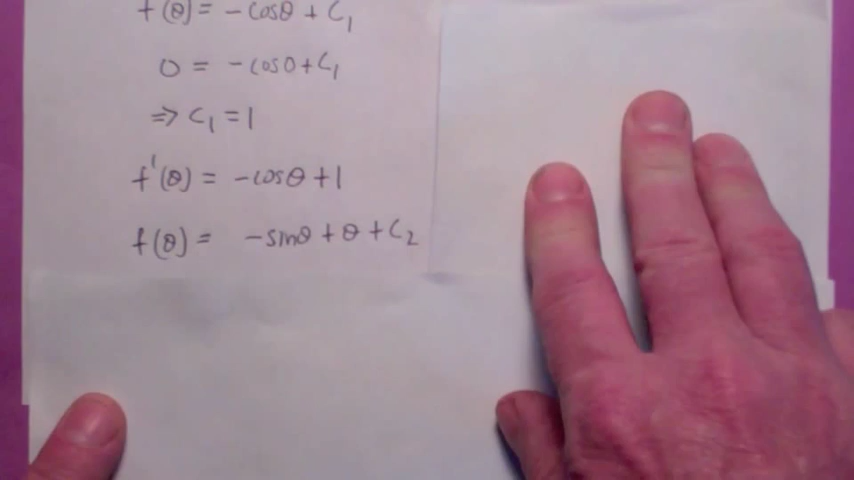 f(θ) = -cosθ + C₁
0 = -cos0 + C₁
⇒ C₁ = 1
f'(θ) = -cosθ + 1
f(θ) = -sinθ + θ + C₂